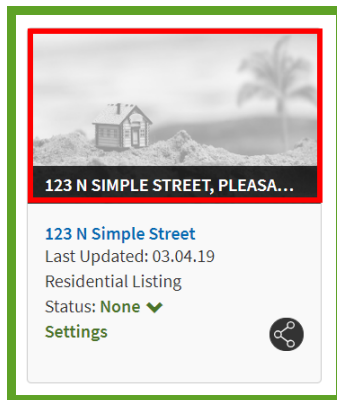 123 N SIMPLE STREET, PLEASA...
123 N Simple Street
Last Updated: 03.04.19
Residential Listing
Status: None
Settings